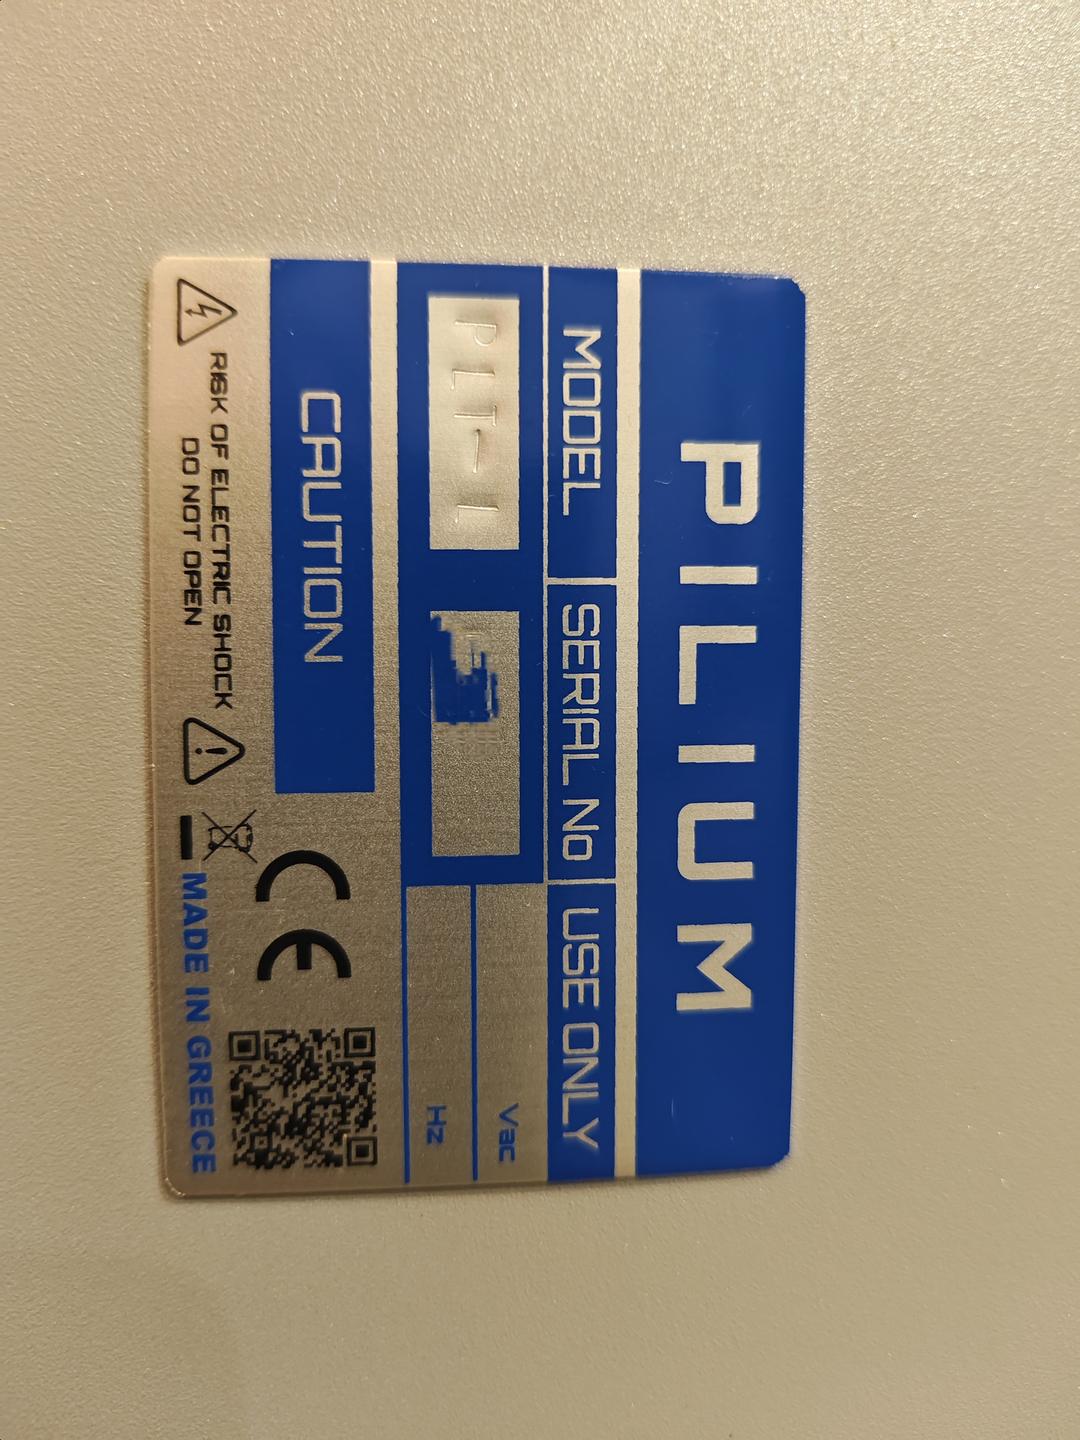 PILIUM
MODEL SERIAL No USE ONLY
PLT-1 Vac
Hz
CAUTION
CE
RISK OF ELECTRIC SHOCK
DO NOT OPEN
MADE IN GREECE